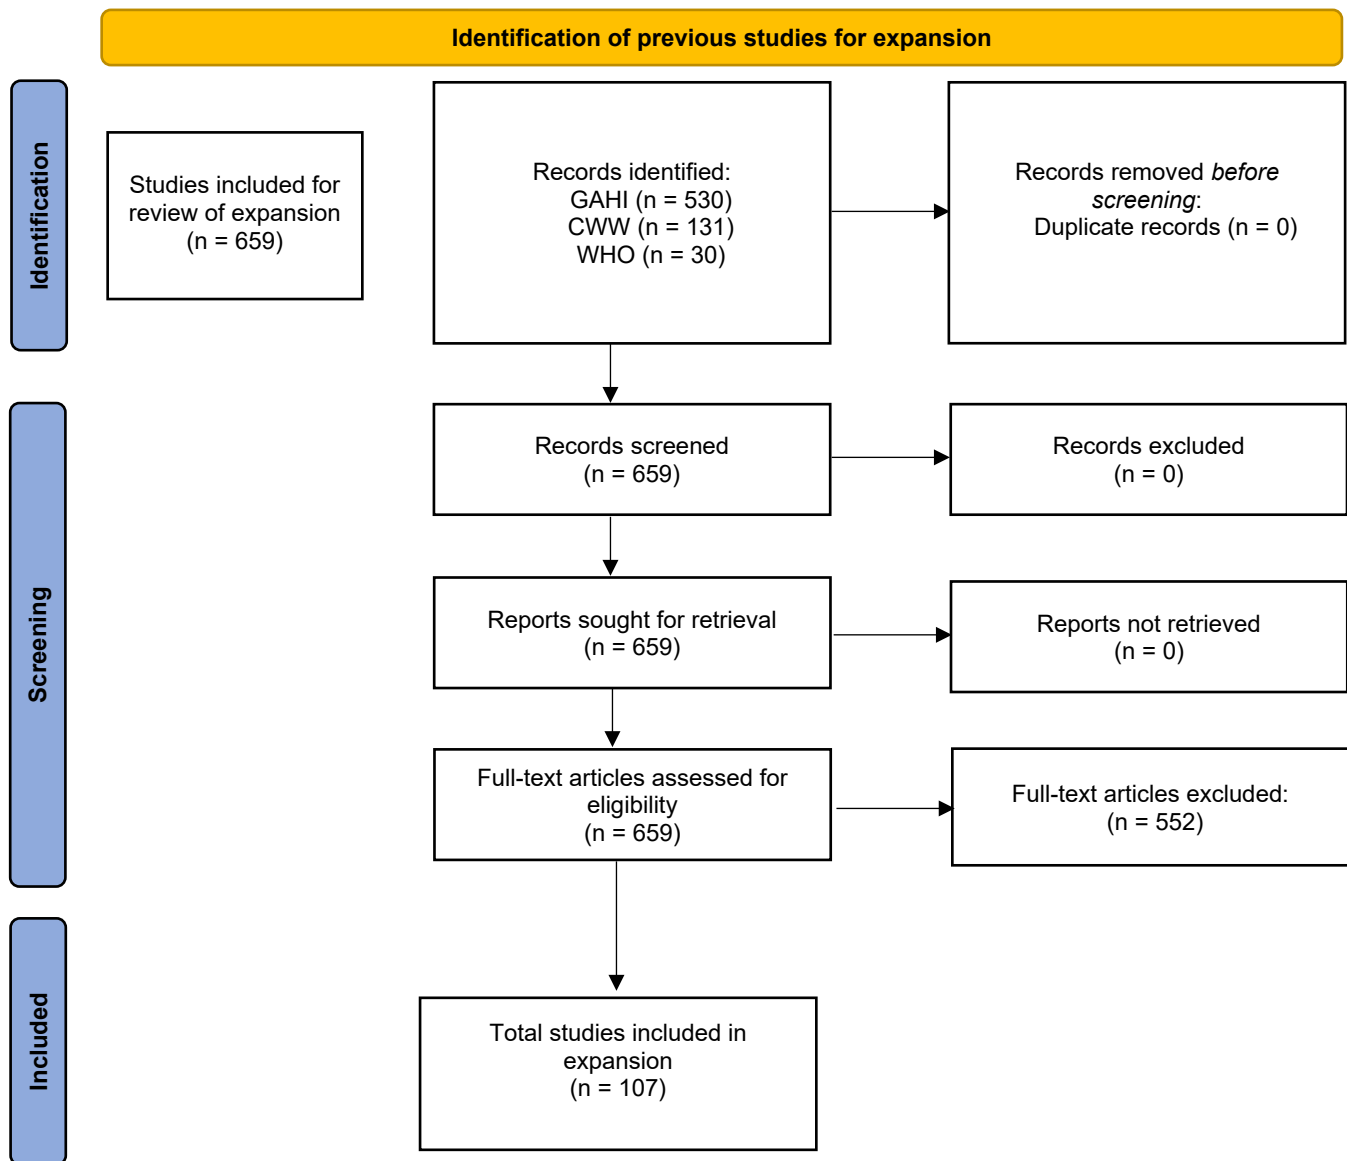 Identification of previous studies for expansion
Identification
Studies included for
review of expansion
(n = 659)
Records identified:
GAHI (n = 530)
CWW (n = 131)
WHO (n = 30)
Records removed before
screening:
Duplicate records (n = 0)
Screening
Records screened
(n = 659)
Records excluded
(n = 0)
Reports sought for retrieval
(n = 659)
Reports not retrieved
(n = 0)
Full-text articles assessed for
eligibility
(n = 659)
Full-text articles excluded:
(n = 552)
Included
Total studies included in
expansion
(n = 107)